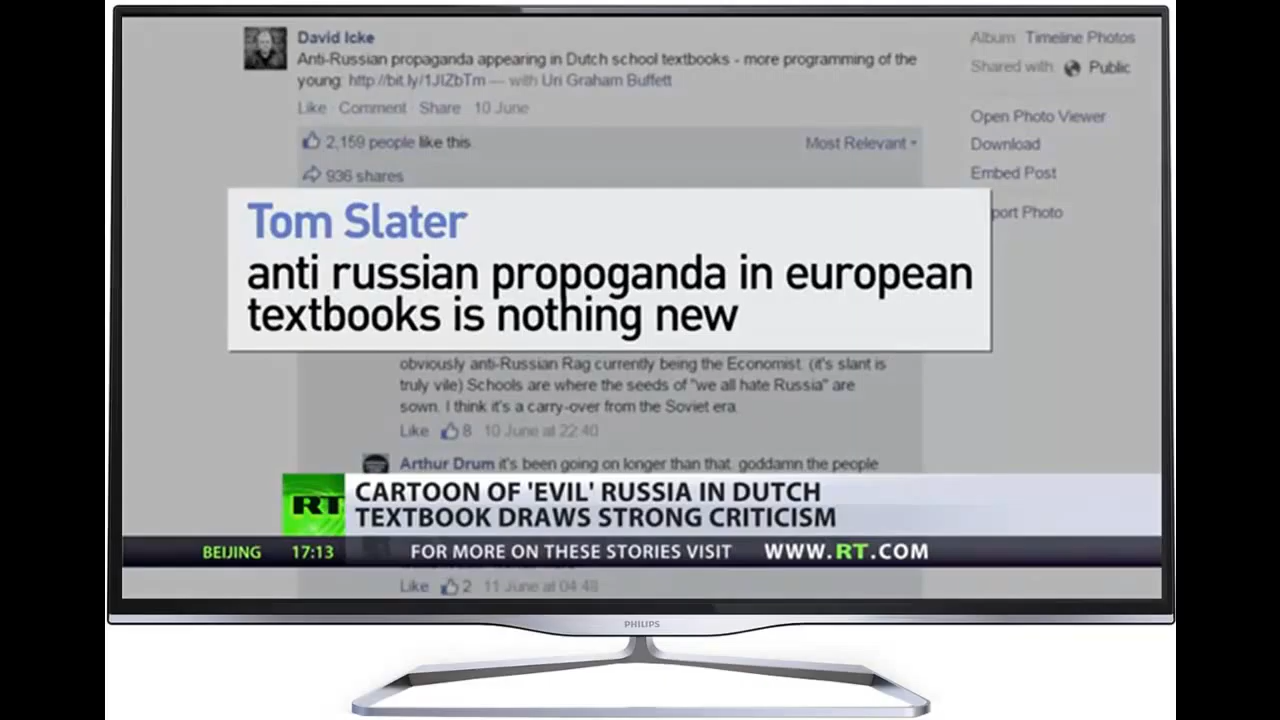 David Icke
Anti-Russian propaganda appearing in Dutch school textbooks - more programming of the
young: http://bit.ly/1JIZbTm — with Uri Graham Buffett
Like · Comment · Share · 10 June
2,159 people like this.
Most Relevant
936 shares
Album Timeline Photos
Shared with Public
Open Photo Viewer
Download
Embed Post
port Photo
Tom Slater
anti russian propoganda in european
textbooks is nothing new
obviously anti-Russian Rag currently being the Economist. (it's slant is
truly vile) Schools are where the seeds of "we all hate Russia" are
sown. I think it's a carry-over from the Soviet era.
Like 8 10 June at 22:40
Arthur Drum it's been going on longer than that. goddamn the people
RT
CARTOON OF 'EVIL' RUSSIA IN DUTCH
TEXTBOOK DRAWS STRONG CRITICISM
BEIJING 17:13 FOR MORE ON THESE STORIES VISIT WWW.RT.COM
Like 2 11 June at 04:48
PHILIPS